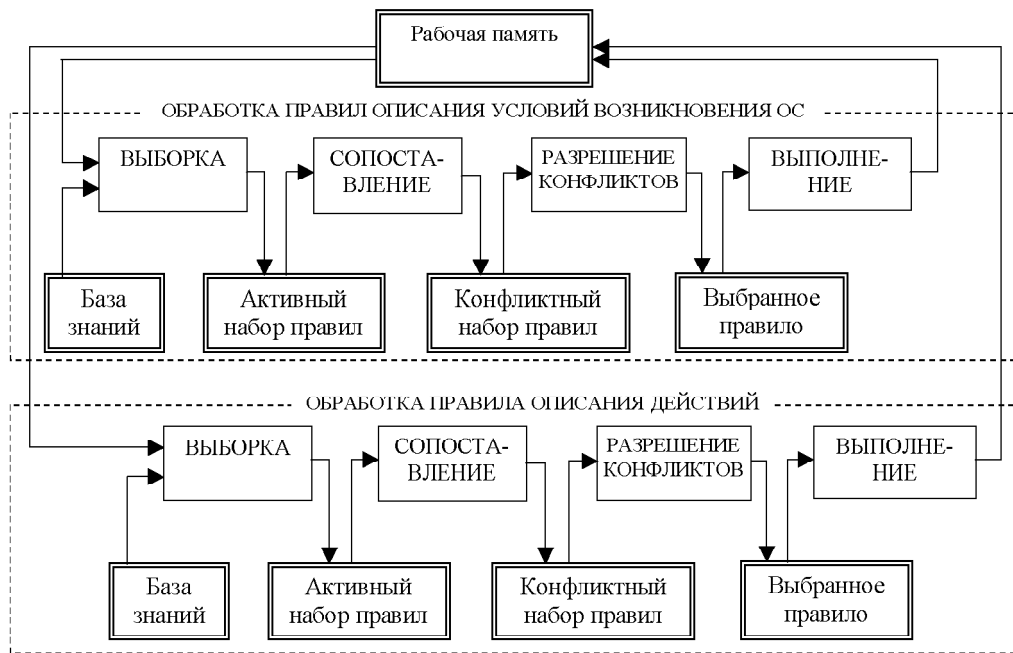 Рабочая память
ОБРАБОТКА ПРАВИЛ ОПИСАНИЯ УСЛОВИЙ ВОЗНИКНОВЕНИЯ ОС
ВЫБОРКА
СОПОСТА-
ВЛЕНИЕ
РАЗРЕШЕНИЕ
КОНФЛИКТОВ
ВЫПОЛНЕ-
НИЕ
База
знаний
Активный
набор правил
Конфликтный
набор правил
Выбранное
правило
ОБРАБОТКА ПРАВИЛА ОПИСАНИЯ ДЕЙСТВИЙ
ВЫБОРКА
СОПОСТА-
ВЛЕНИЕ
РАЗРЕШЕНИЕ
КОНФЛИКТОВ
ВЫПОЛНЕ-
НИЕ
База
знаний
Активный
набор правил
Конфликтный
набор правил
Выбранное
правило